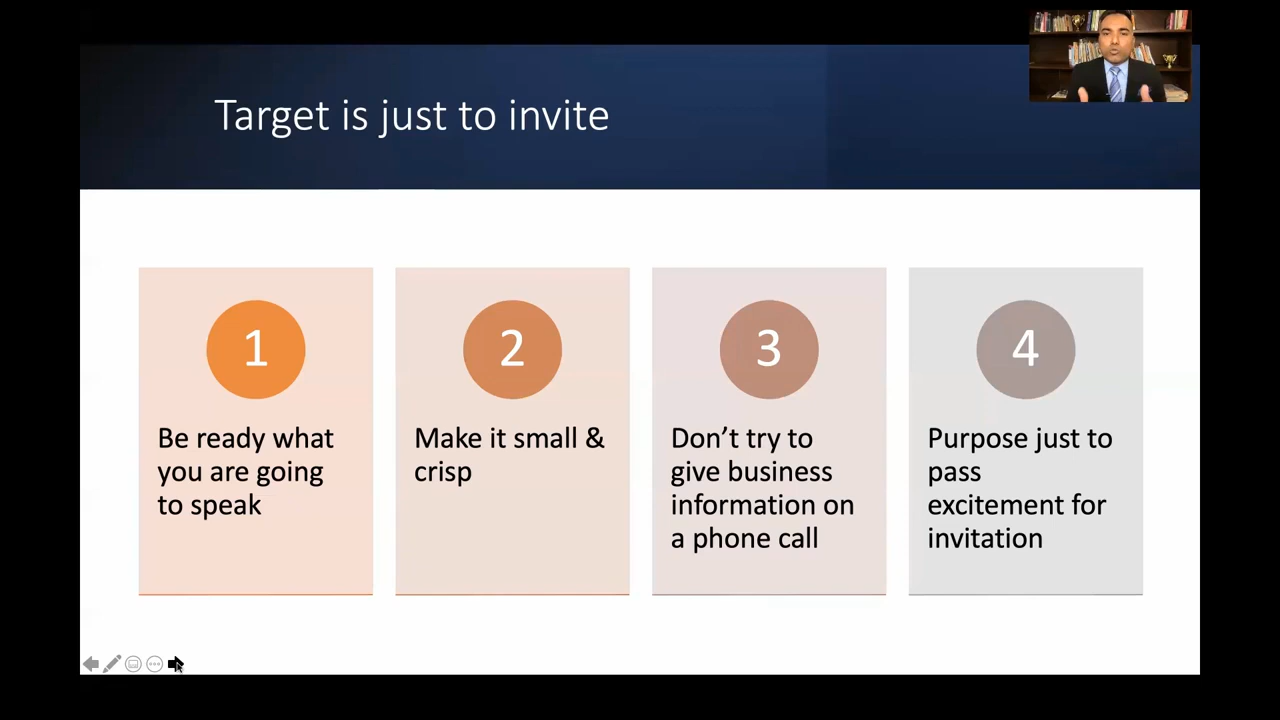 Target is just to invite
1
Be ready what
you are going
to speak
2
Make it small &
crisp
3
Don’t try to
give business
information on
a phone call
4
Purpose just to
pass
excitement for
invitation